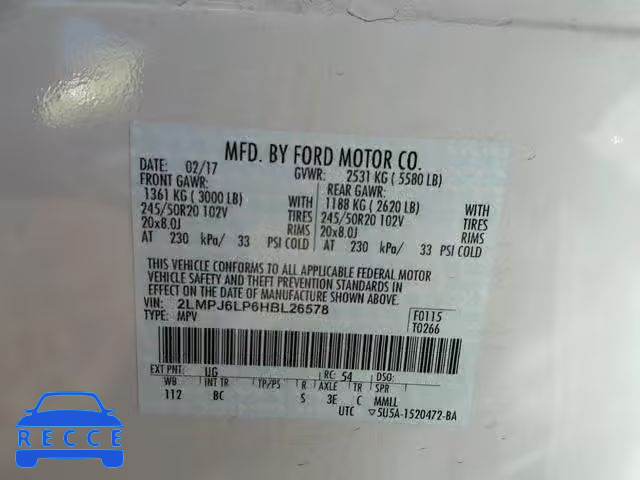 MFD. BY FORD MOTOR CO.
DATE: 02/17 GVWR: 2531 KG ( 5580 LB)
FRONT GAWR: REAR GAWR:
1361 KG ( 3000 LB) WITH 1188 KG ( 2620 LB) WITH
245/50R20 102V TIRES 245/50R20 102V TIRES
20x8.0J RIMS 20x8.0J RIMS
AT 230 kPa/ 33 PSI COLD AT 230 kPa/ 33 PSI COLD
THIS VEHICLE CONFORMS TO ALL APPLICABLE FEDERAL MOTOR
VEHICLE SAFETY AND THEFT PREVENTION STANDARDS
IN EFFECT ON THE DATE OF MANUFACTURE SHOWN ABOVE.
VIN: 2LMPJ6LP6HBL26578 F0115
TYPE: MPV T0266
EXT PNT: UG RC: 54 DSO:
WB INT TR TP/PS R AXLE TR SPR
112 BC S 3E C MMLL
UTC ▽5U5A-1520472-BA
RECCE